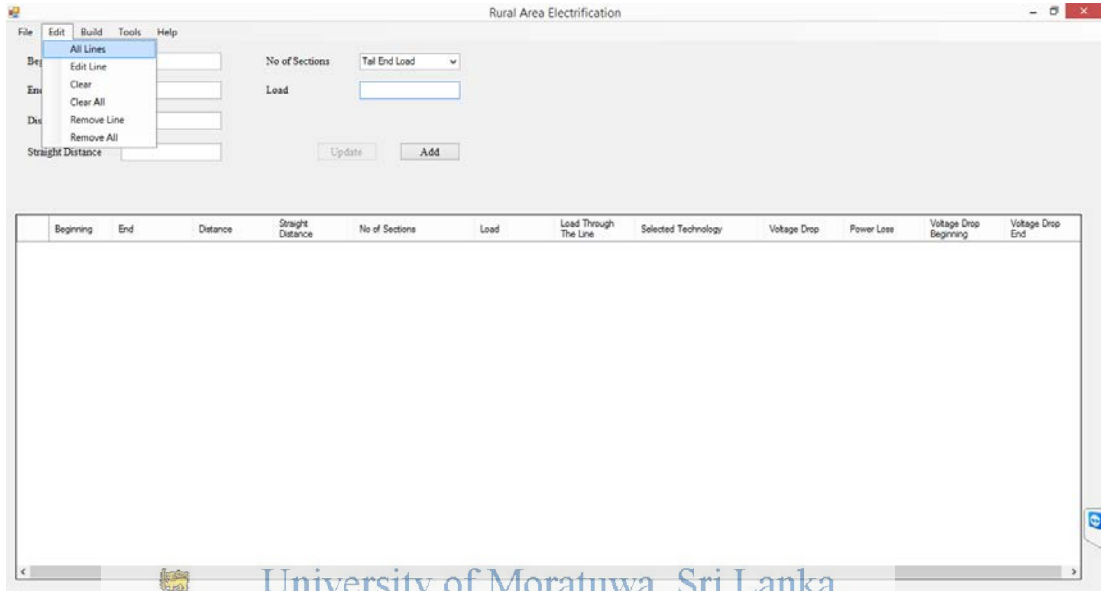 Rural Area Electrification
File Edit Build Tools Help
All Lines
Edit Line
Clear
Clear All
Remove Line
Remove All
No of Sections Tail End Load
Load
Straight Distance
Update Add
Beginning End Distance Straight Distance No of Sections Load Load Through The Line Selected Technology Voltage Drop Power Loss Voltage Drop Beginning Voltage Drop End
University of Moratuwa, Sri Lanka